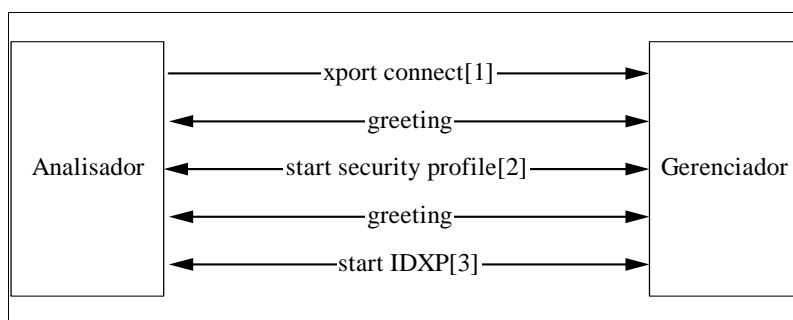 xport connect[1]
greeting
Analisador
start security profile[2]
Gerenciador
greeting
start IDXP[3]